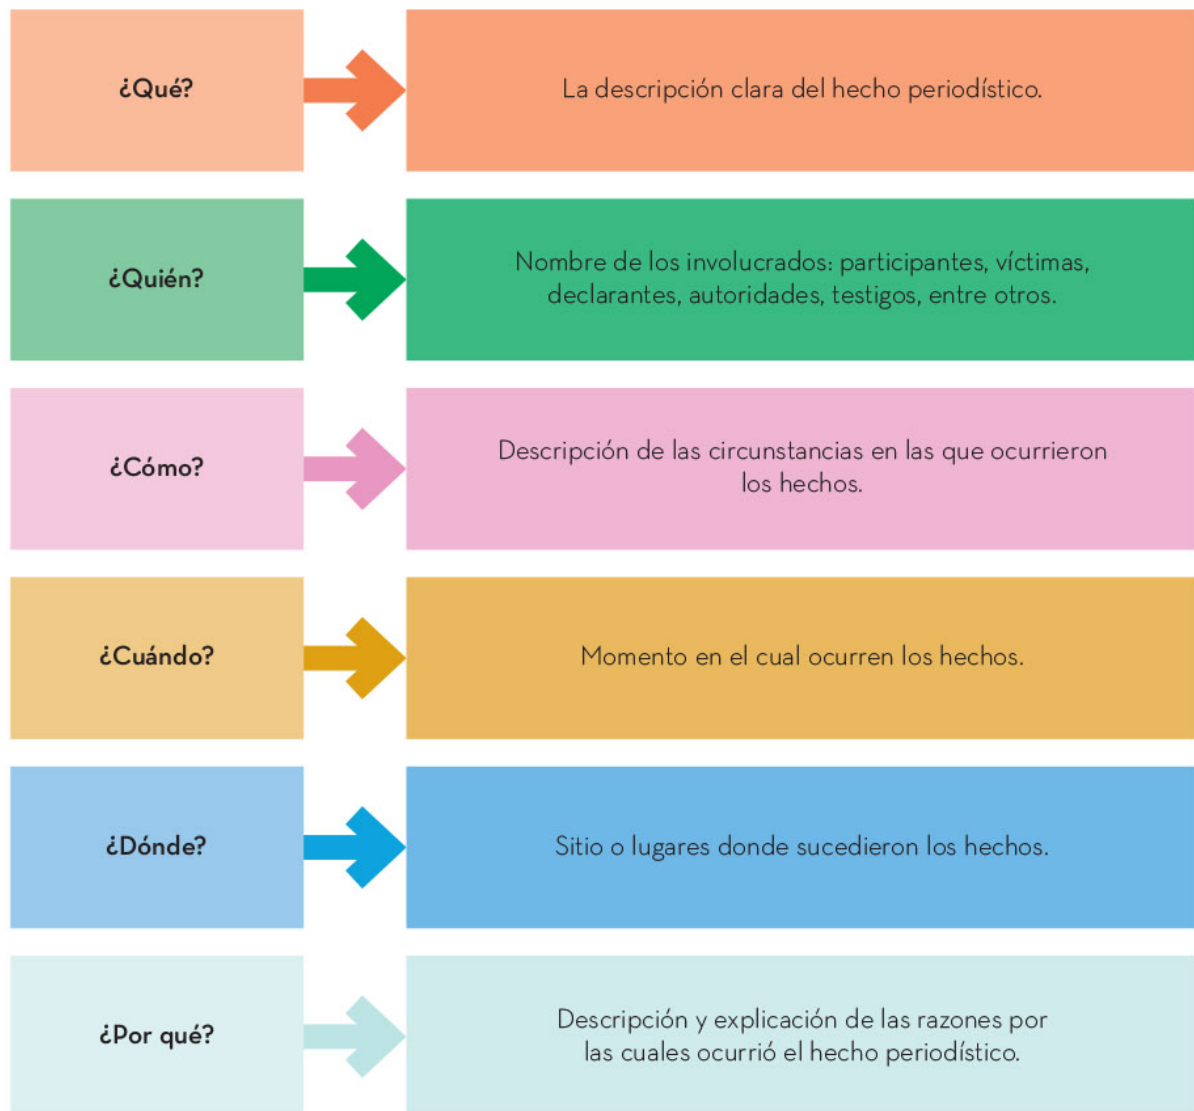 ¿Qué?
La descripción clara del hecho periodístico.
¿Quién?
Nombre de los involucrados: participantes, víctimas,
declarantes, autoridades, testigos, entre otros.
¿Cómo?
Descripción de las circunstancias en las que ocurrieron
los hechos.
¿Cuándo?
Momento en el cual ocurren los hechos.
¿Dónde?
Sitio o lugares donde sucedieron los hechos.
¿Por qué?
Descripción y explicación de las razones por
las cuales ocurrió el hecho periodístico.